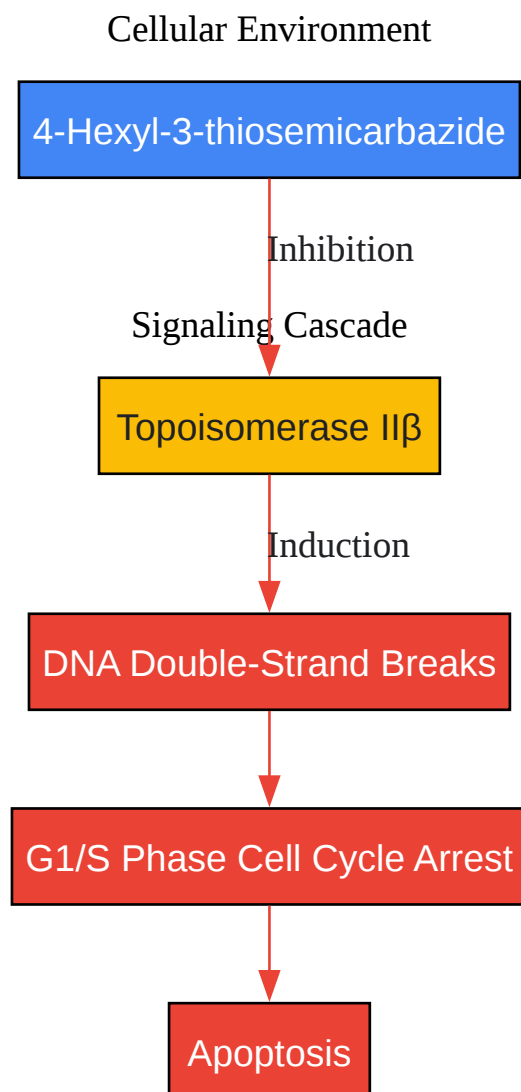 Cellular Environment
4-Hexyl-3-thiosemicarbazide
Inhibition
Signaling Cascade
Topoisomerase IIβ
Induction
DNA Double-Strand Breaks
G1/S Phase Cell Cycle Arrest
Apoptosis